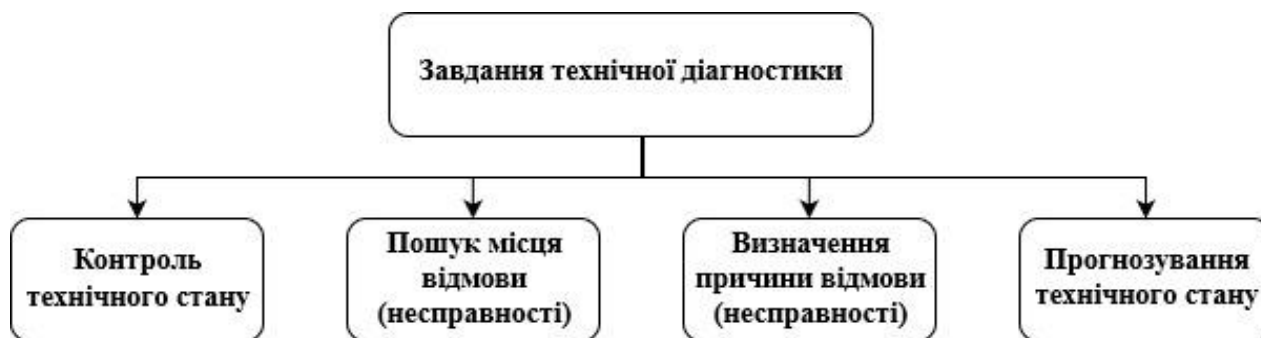 Завдання технічної діагностики
Контроль
технічного стану
Пошук місця
відмови
(несправності)
Визначення
причини відмови
(несправності)
Прогнозування
технічного стану